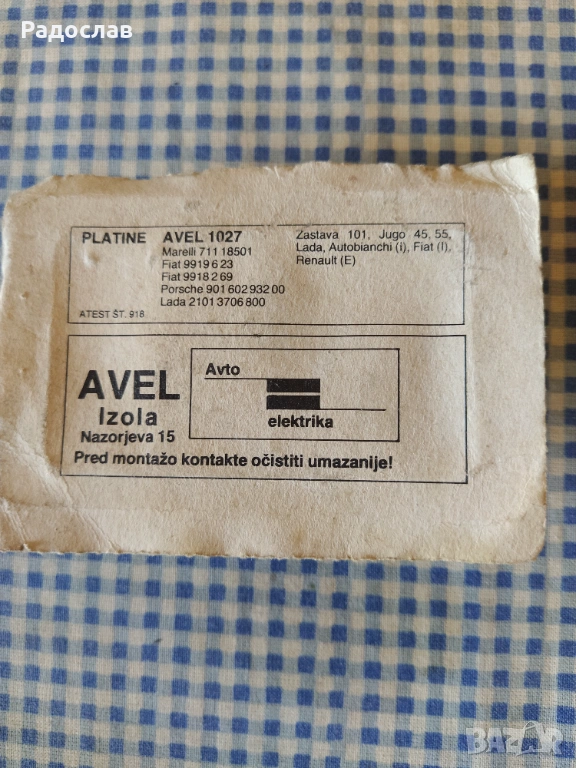 Радослав
PLATINE AVEL 1027
Marelli 711 18501
Fiat 9919 6 23
Fiat 9918 2 69
Porsche 901 602 932 00
Lada 2101 3706 800
Zastava 101, Jugo 45, 55,
Lada, Autobianchi (i), Fiat (I),
Renault (E)
ATEST ŠT. 918
AVEL
Izola
Nazorjeva 15
Avto
elektrika
Pred montažo kontakte očistiti umazanije!
BAZAR